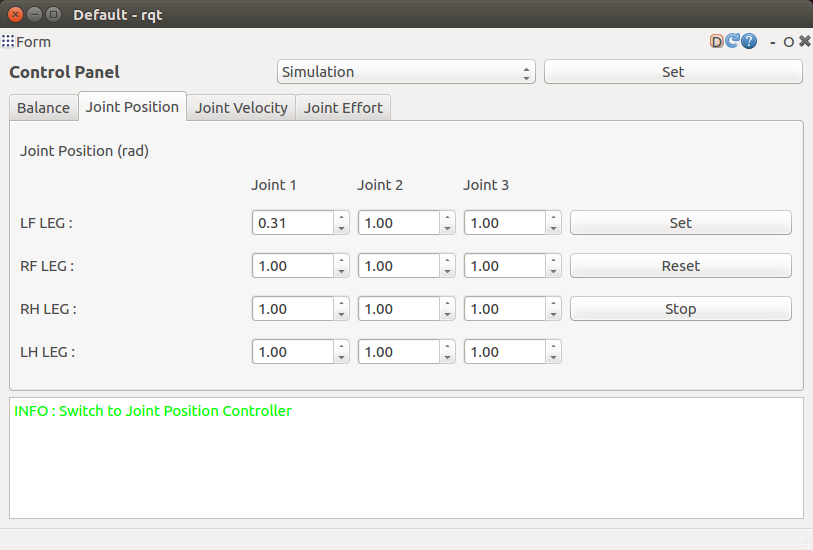 Default - rqt
Form D ? - O
Control Panel Simulation Set
Balance Joint Position Joint Velocity Joint Effort
Joint Position (rad)
Joint 1 Joint 2 Joint 3
LF LEG : 0.31 1.00 1.00 Set
RF LEG : 1.00 1.00 1.00 Reset
RH LEG : 1.00 1.00 1.00 Stop
LH LEG : 1.00 1.00 1.00
INFO : Switch to Joint Position Controller